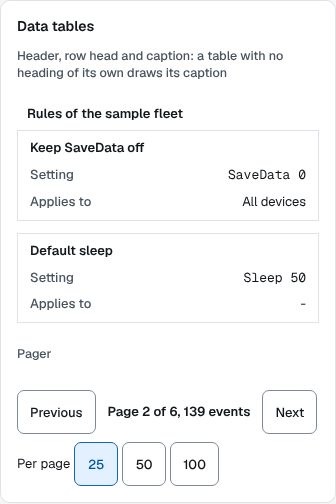 Data tables
Header, row head and caption: a table with no
heading of its own draws its caption
Rules of the sample fleet
Keep SaveData off
Setting SaveData 0
Applies to All devices
Default sleep
Setting Sleep 50
Applies to -
Pager
Previous Page 2 of 6, 139 events Next
Per page 25 50 100